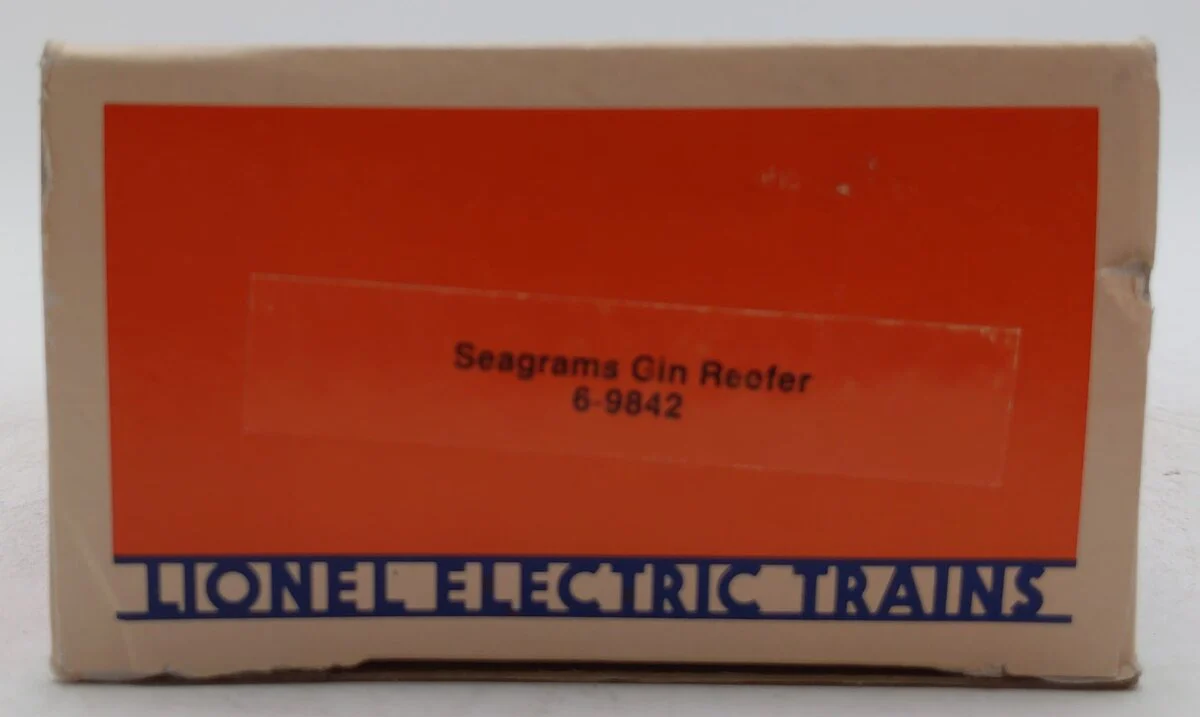 Seagrams Gin Reefer
6-9842
LIONEL ELECTRIC TRAINS